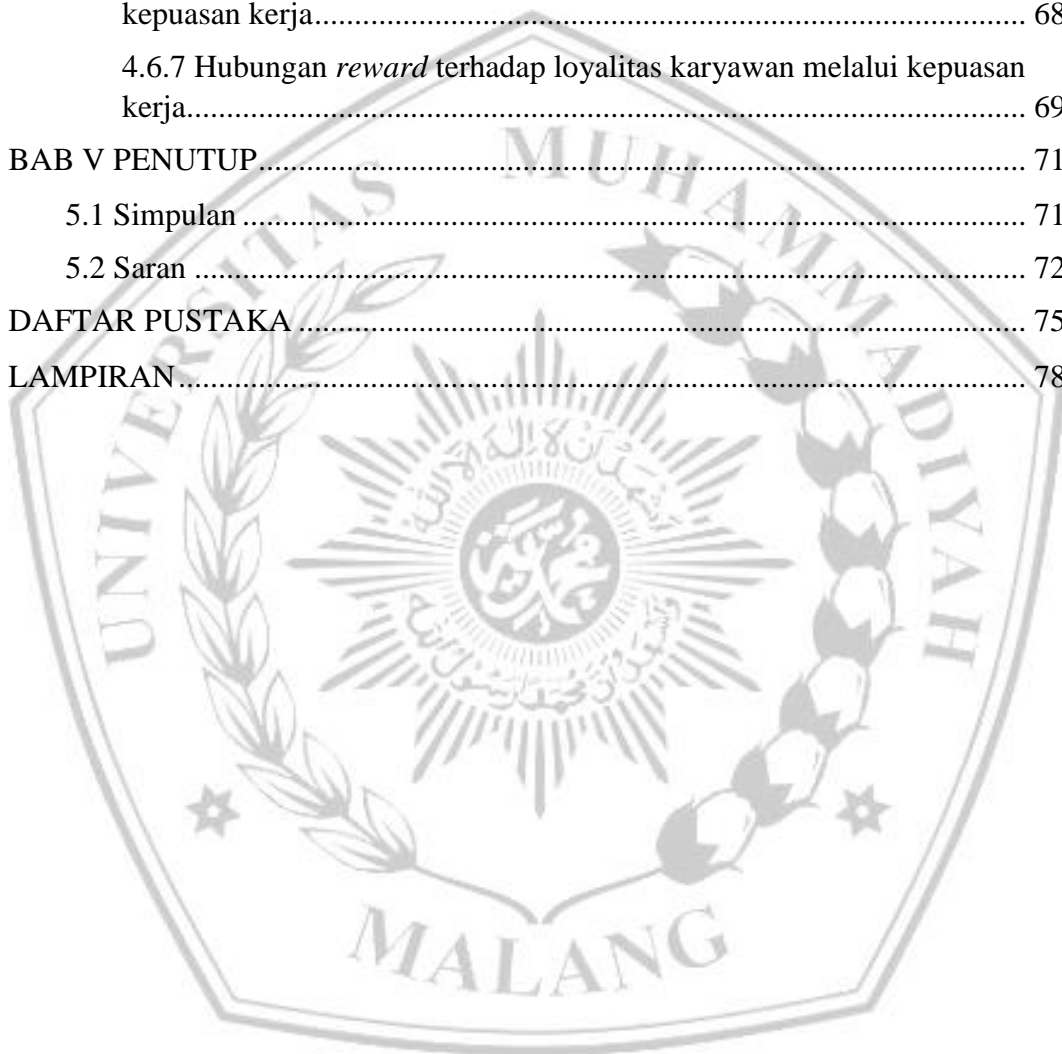 kepuasan kerja.......................................................................................... 68
4.6.7 Hubungan reward terhadap loyalitas karyawan melalui kepuasan
kerja.......................................................................................................... 69
BAB V PENUTUP................................................................................................ 71
5.1 Simpulan .................................................................................................. 71
5.2 Saran ........................................................................................................ 72
DAFTAR PUSTAKA ........................................................................................... 75
LAMPIRAN.......................................................................................................... 78
UNIVERSITAS MUHAMMADIYAH
MALANG